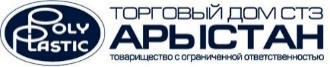 POLY
PLASTIC
ТОРГОВЫЙ ДОМ СТЗ
АРЫСТАН
товарищество с ограниченной ответственностью